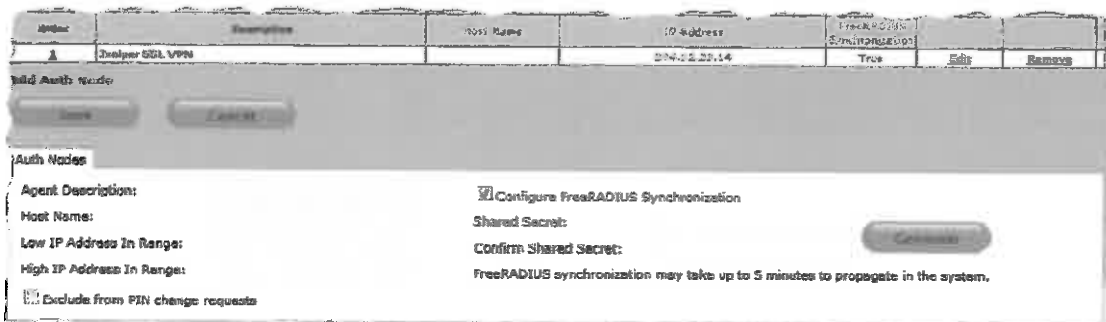 Description Host Name IP Address FreeRADIUS
Synchronization
1 Juniper SSL VPN True Edit Remove
Add Auth Node
Save Cancel
Auth Nodes
Agent Description:
Host Name:
Low IP Address In Range:
High IP Address In Range:
Exclude from PIN change requests
Configure FreeRADIUS Synchronization
Shared Secret:
Confirm Shared Secret:
FreeRADIUS synchronization may take up to 5 minutes to propagate in the system.